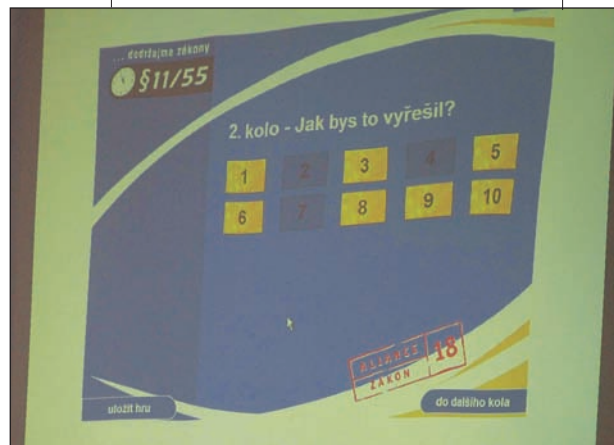 ... dodržujme zákony
§11/55
2. kolo - Jak bys to vyřešil?
1 2 3 4 5
6 7 8 9 10
ALIANCE 18
ZÁKON
uložit hru
do dalšího kola